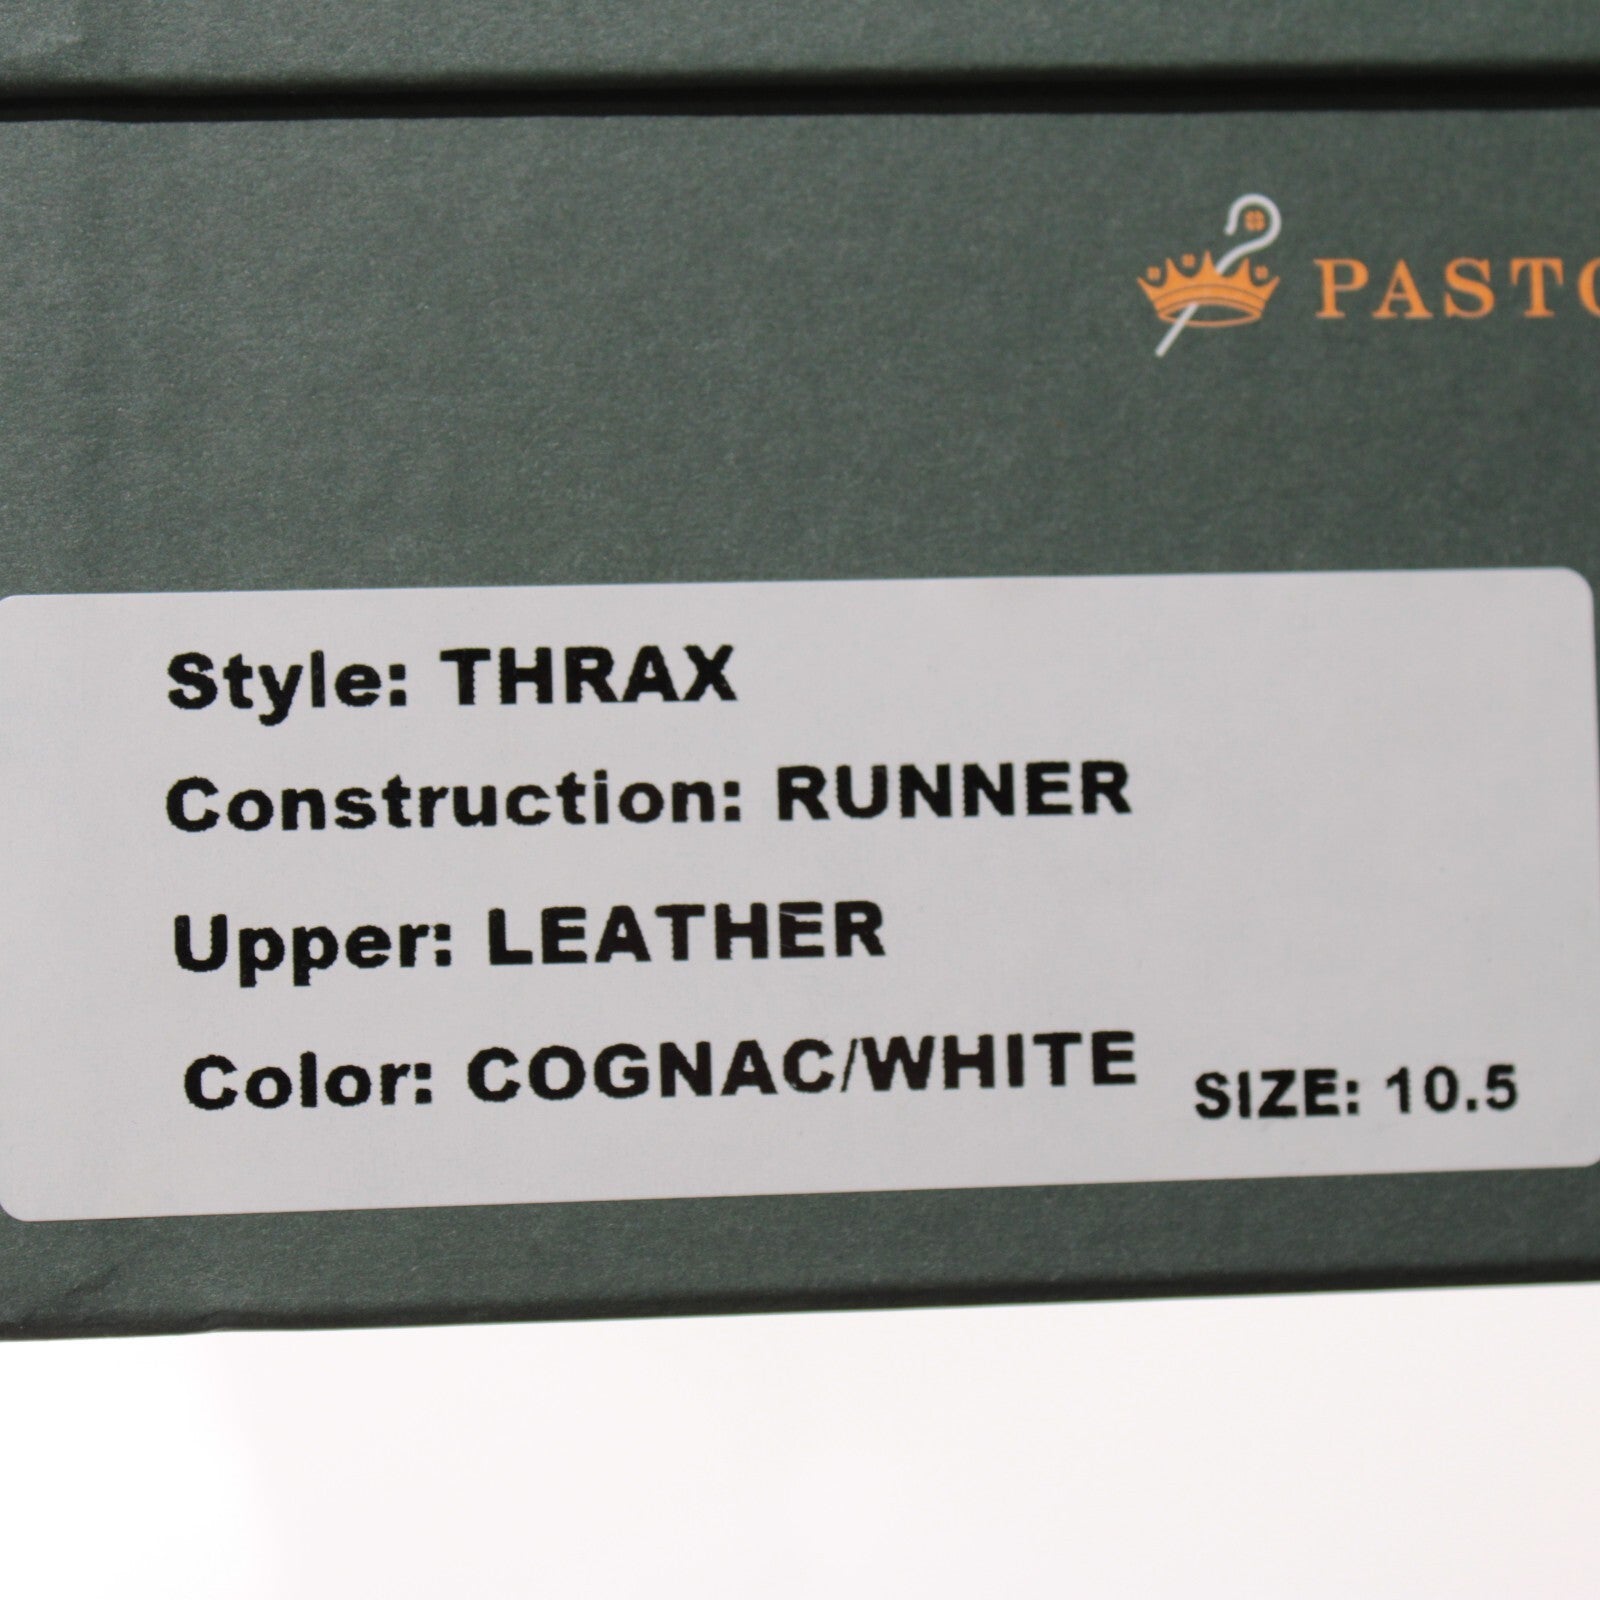 PASTO
Style: THRAX
Construction: RUNNER
Upper: LEATHER
Color: COGNAC/WHITE
SIZE: 10.5